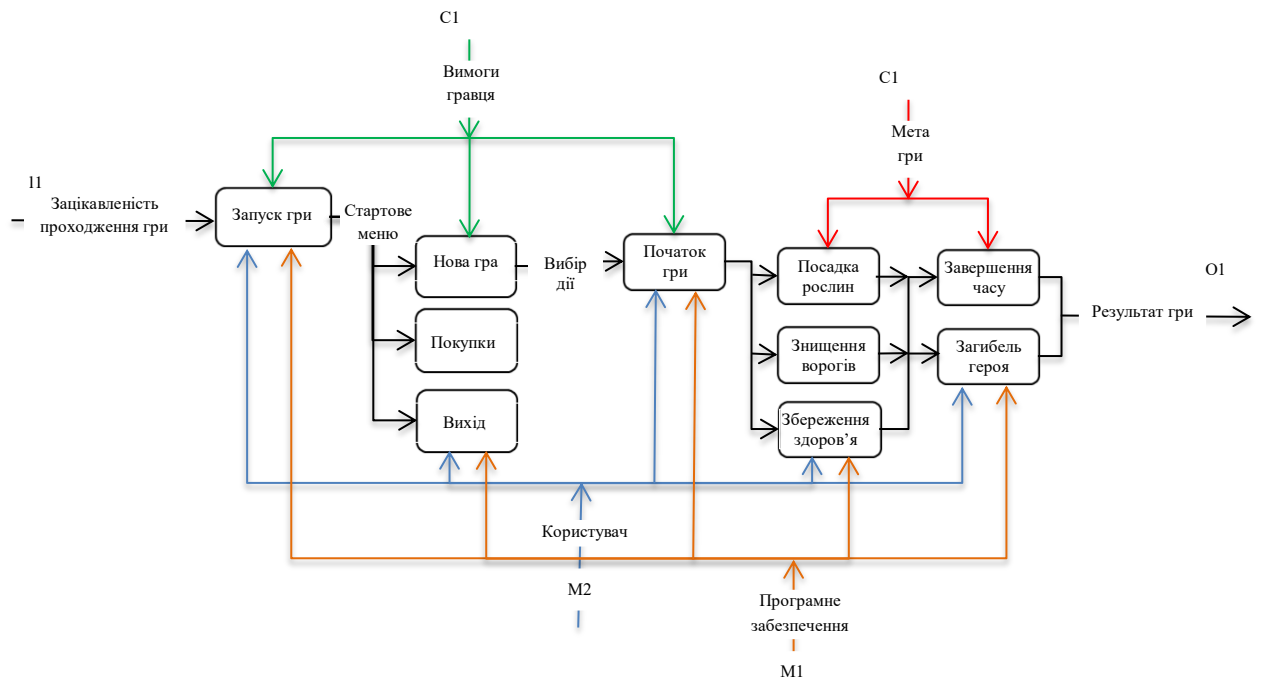 C1
Вимоги
гравця
C1
Мета
гри
I1
Зацікавленість
проходження гри
Запуск гри
Стартове
меню
Нова гра
Покупки
Вихід
Вибір
дії
Початок
гри
Посадка
рослин
Знищення
ворогів
Збереження
здоров’я
Завершення
часу
Загибель
героя
O1
Результат гри
Користувач
M2
Програмне
забезпечення
M1